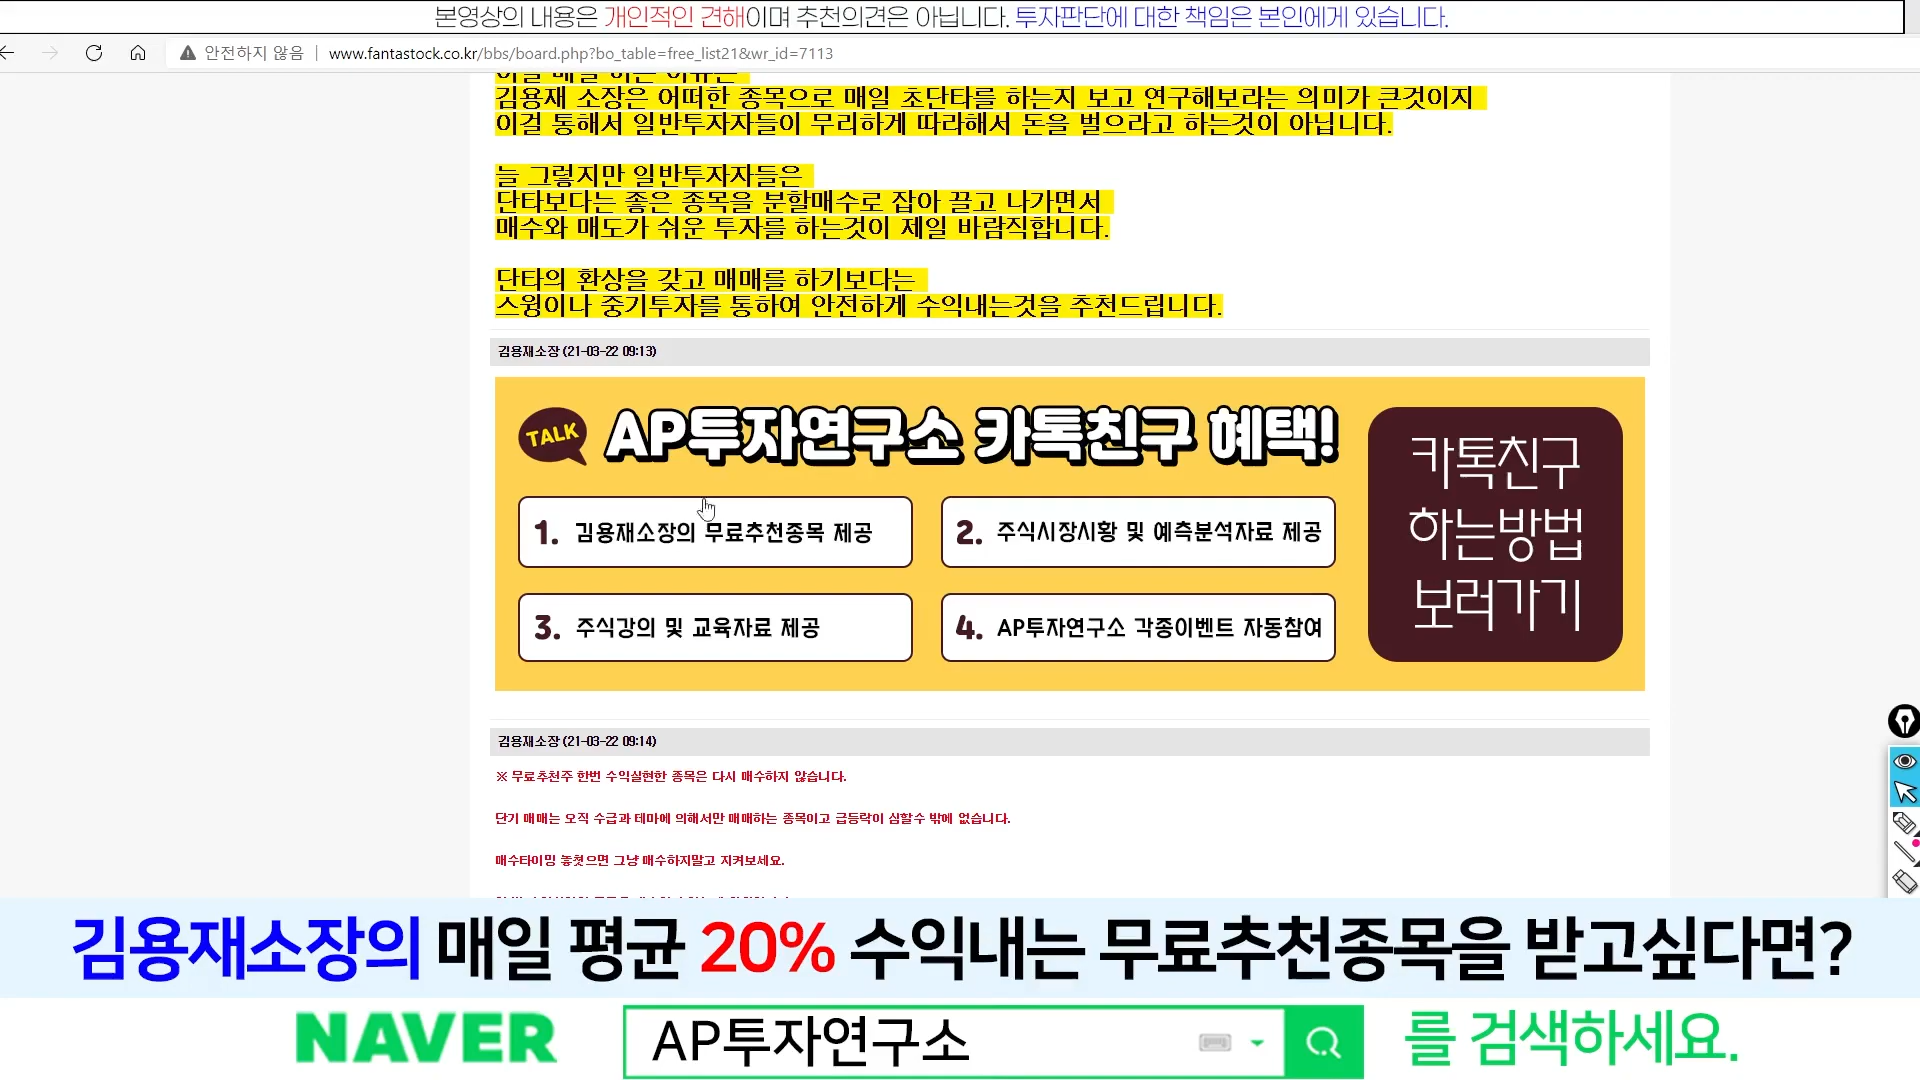 본영상의 내용은 개인적인 견해이며 추천의견은 아닙니다. 투자판단에 대한 책임은 본인에게 있습니다.
안전하지 않음 | www.fantastock.co.kr/bbs/board.php?bo_table=free_list21&wr_id=7113
이걸 매일 하는 이유는
김용재 소장은 어떠한 종목으로 매일 초단타를 하는지 보고 연구해보라는 의미가 큰것이지
이걸 통해서 일반투자자들이 무리하게 따라해서 돈을 벌으라고 하는것이 아닙니다.
늘 그렇지만 일반투자자들은
단타보다는 좋은 종목을 분할매수로 잡아 끌고 나가면서
매수와 매도가 쉬운 투자를 하는것이 제일 바람직합니다.
단타의 환상을 갖고 매매를 하기보다는
스윙이나 중기투자를 통하여 안전하게 수익내는것을 추천드립니다.
김용재소장 (21-03-22 09:13)
TALK AP투자연구소 카톡친구 혜택!
1. 김용재소장의 무료추천종목 제공
2. 주식시장시황 및 예측분석자료 제공
3. 주식강의 및 교육자료 제공
4. AP투자연구소 각종이벤트 자동참여
카톡친구
하는방법
보러가기
김용재소장 (21-03-22 09:14)
※ 무료추천주 한번 수익실현한 종목은 다시 매수하지 않습니다.
단기 매매는 오직 수급과 테마에 의해서만 매매하는 종목이고 급등락이 심할수 밖에 없습니다.
매수타이밍 놓쳣으면 그냥 매수하지말고 지켜보세요.
김용재소장의 매일 평균 20% 수익내는 무료추천종목을 받고싶다면?
NAVER AP투자연구소 를 검색하세요.